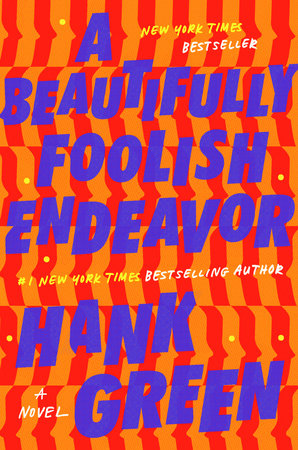 A
NEW YORK TIMES
BESTSELLER
BEAUTIFULLY
FOOLISH
ENDEAVOR
#1 NEW YORK TIMES BESTSELLING AUTHOR
HANK
GREEN
A
NOVEL